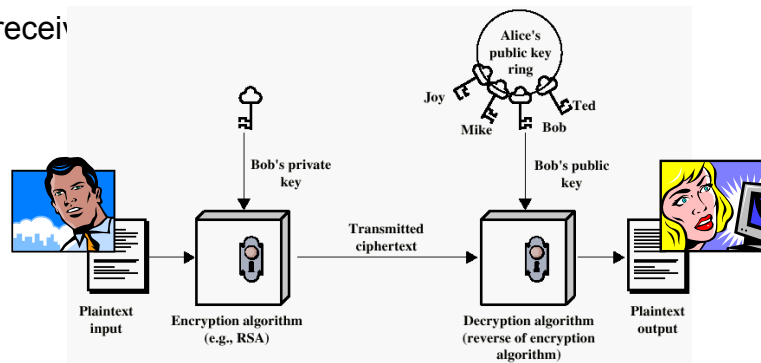 Alice's
public key
ring
Joy
Ted
Mike
Bob
Bob's private
key
Bob's public
key
Transmitted
ciphertext
Plaintext
input
Encryption algorithm
(e.g., RSA)
Decryption algorithm
(reverse of encryption
algorithm)
Plaintext
output